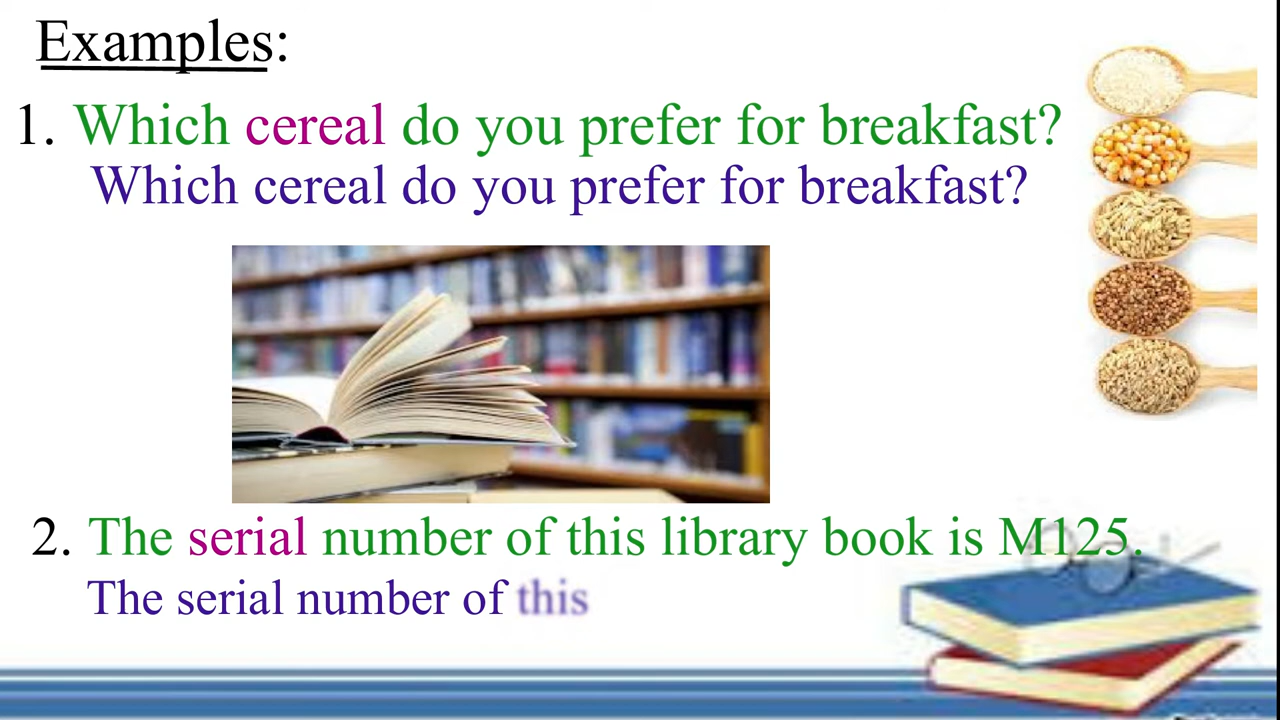 Examples:
1. Which cereal do you prefer for breakfast?
Which cereal do you prefer for breakfast?
2. The serial number of this library book is M125.
The serial number of this